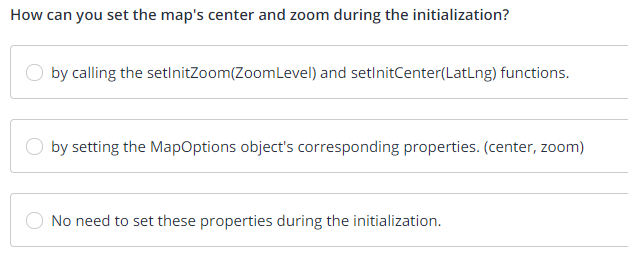 How can you set the map's center and zoom during the initialization?
by calling the setInitZoom(ZoomLevel) and setInitCenter(LatLng) functions.
by setting the MapOptions object's corresponding properties. (center, zoom)
No need to set these properties during the initialization.